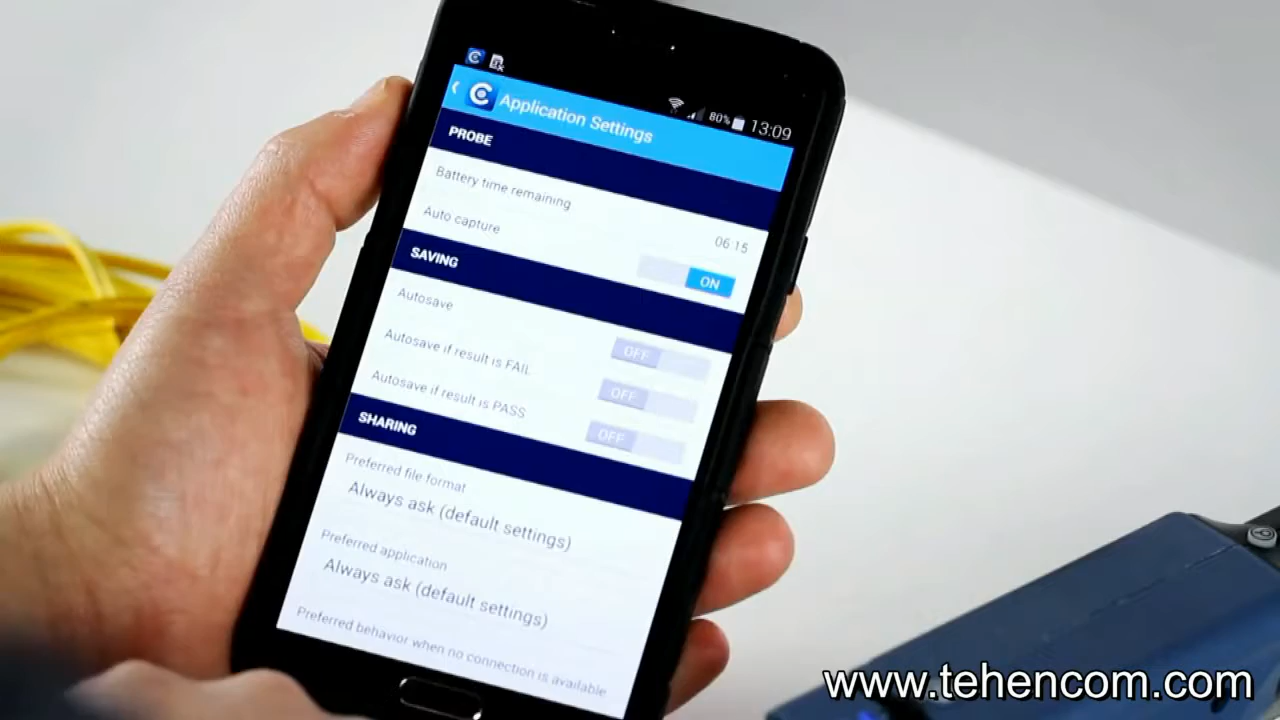 80% 13:09
Application Settings
PROBE
Battery time remaining
06:15
Auto capture
ON
SAVING
Autosave
OFF
Autosave if result is FAIL
OFF
Autosave if result is PASS
OFF
SHARING
Preferred file format
Always ask (default settings)
Preferred application
Always ask (default settings)
Preferred behavior when no connection is available
www.tehencom.com